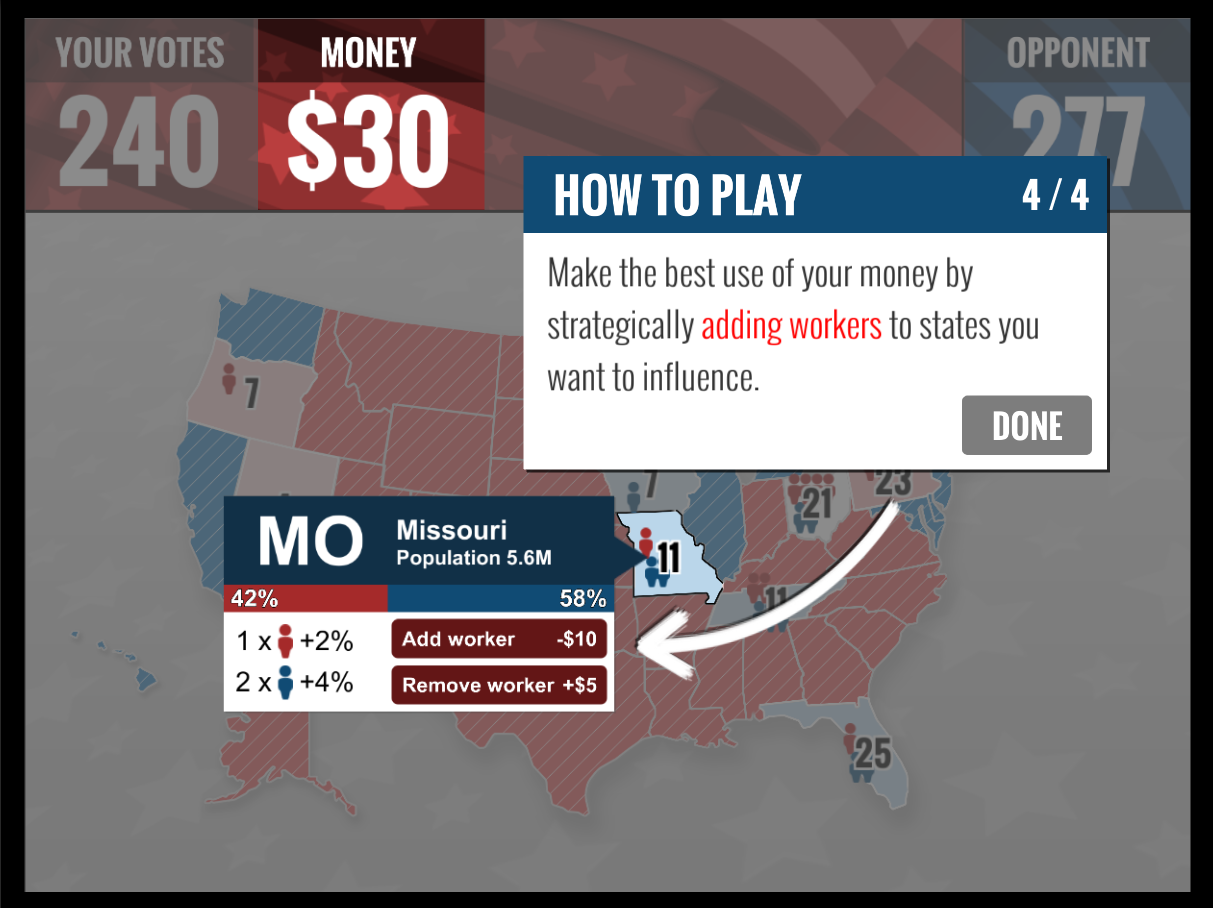 YOUR VOTES
MONEY
OPPONENT
240
$30
277
HOW TO PLAY
4 / 4
Make the best use of your money by
strategically adding workers to states you
want to influence.
DONE
7
7
21
23
MO
Missouri
Population 5.6M
11
42%
58%
11
1 x +2%
Add worker -$10
2 x +4%
Remove worker +$5
25